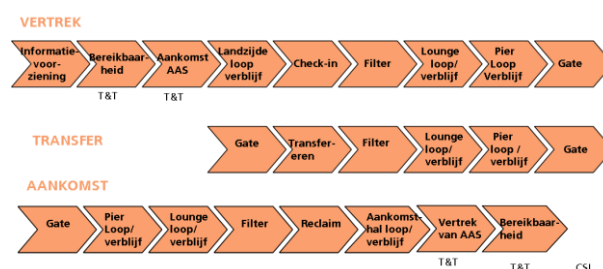 VERTREK
Informatie-
voor-
ziening
Bereikbaar-
heid
Aankomst
AAS
Landzijde
loop
verblijf
Check-in
Filter
Lounge
loop/
verblijf
Pier
Loop
Verblijf
Gate
T&T
T&T
TRANSFER
Gate
Transfer-
eren
Filter
Lounge
loop/
verblijf
Pier
loop /
verblijf
Gate
AANKOMST
Gate
Pier
Loop/
verblijf
Lounge
loop/
verblijf
Filter
Reclaim
Aankomst-
hal loop/
verblijf
Vertrek
van AAS
Bereikbaar-
heid
T&T
T&T